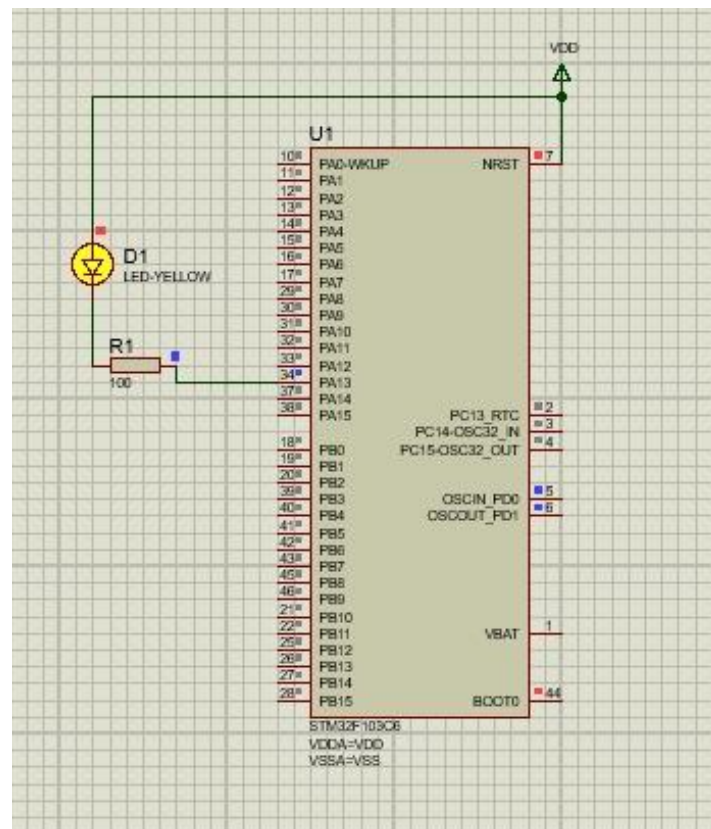 VDD
U1
10 PA0-WKUP NRST 7
11 PA1
12 PA2
13 PA3
14 PA4
15 PA5
16 PA6
17 PA7
29 PA8
30 PA9
31 PA10
32 PA11
33 PA12
34 PA13
37 PA14
38 PA15
PC13_RTC 2
PC14-OSC32_IN 3
PC15-OSC32_OUT 4
18 PB0
19 PB1
20 PB2
39 PB3
40 PB4
41 PB5
42 PB6
43 PB7
45 PB8
46 PB9
21 PB10
22 PB11
25 PB12
26 PB13
27 PB14
28 PB15
OSCIN_PD0 5
OSCOUT_PD1 6
VBAT 1
BOOT0 44
D1
LED-YELLOW
R1
100
STM32F103C6
VDDA=VDD
VSSA=VSS